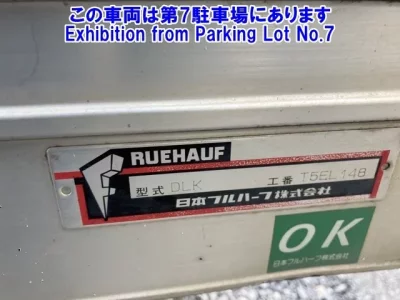 この車両は第7駐車場にあります
Exhibition from Parking Lot No.7
RUEHAUF
型式 DLK 工番 T5EL148
日本フルハーフ株式会社
OK
日本フルハーフ株式会社